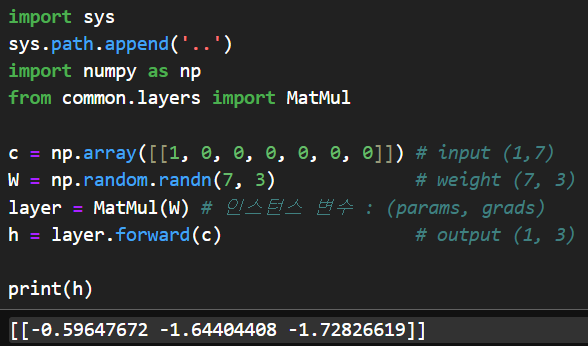 import sys
sys.path.append('..')
import numpy as np
from common.layers import MatMul
c = np.array([[1, 0, 0, 0, 0, 0, 0]]) # input (1,7)
W = np.random.randn(7, 3) # weight (7, 3)
layer = MatMul(W) # 인스턴스 변수 : (params, grads)
h = layer.forward(c) # output (1, 3)
print(h)
[[-0.59647672 -1.64404408 -1.72826619]]